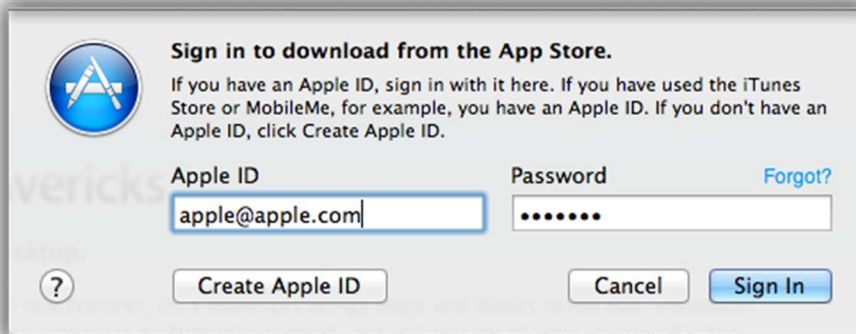 Sign in to download from the App Store.
If you have an Apple ID, sign in with it here. If you have used the iTunes
Store or MobileMe, for example, you have an Apple ID. If you don't have an
Apple ID, click Create Apple ID.
Apple ID
Password
Forgot?
apple@apple.com
•••••••
?
Create Apple ID
Cancel
Sign In